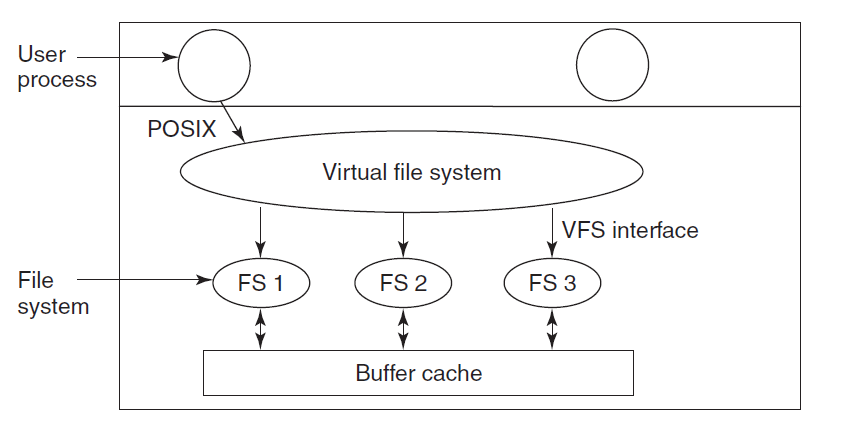 User
process
POSIX
Virtual file system
VFS interface
File
system
FS 1
FS 2
FS 3
Buffer cache